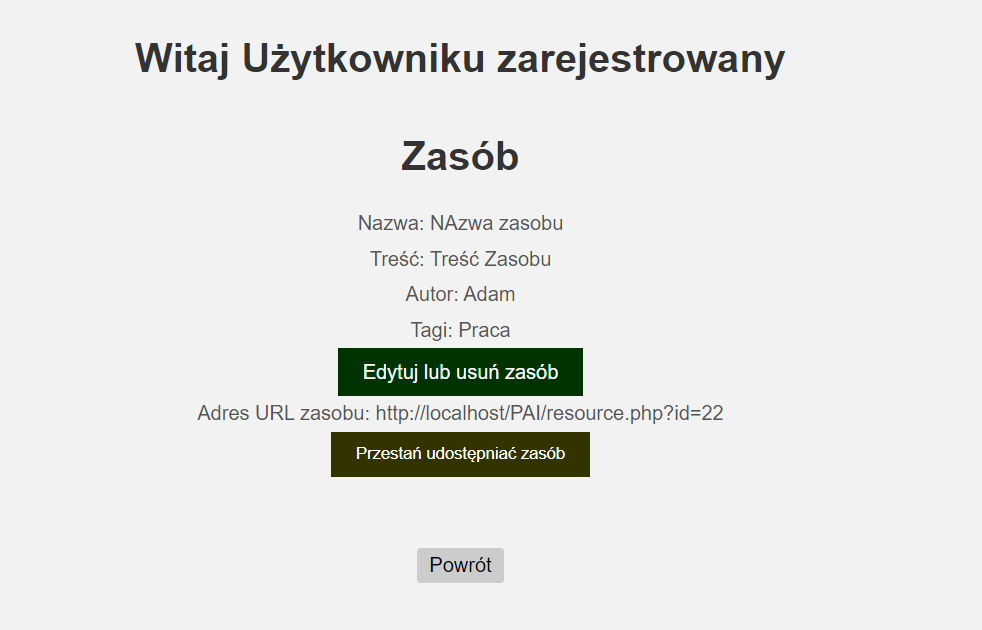 Witaj Użytkowniku zarejestrowany
Zasób
Nazwa: NAzwa zasobu
Treść: Treść Zasobu
Autor: Adam
Tagi: Praca
Edytuj lub usuń zasób
Adres URL zasobu: http://localhost/PAI/resource.php?id=22
Przestań udostępniać zasób
Powrót